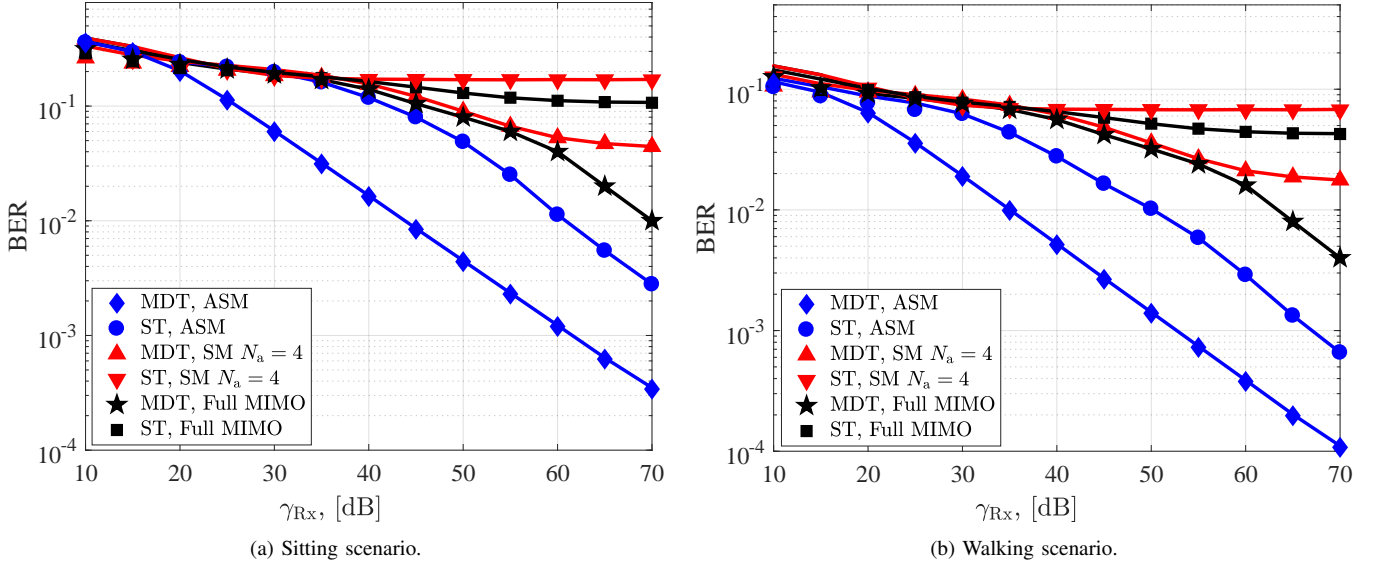 BER
10^-1
10^-2
10^-3
10^-4
MDT, ASM
ST, ASM
MDT, SM N_a = 4
ST, SM N_a = 4
MDT, Full MIMO
ST, Full MIMO
10 20 30 40 50 60 70
γ_Rx, [dB]
(a) Sitting scenario.
BER
10^-1
10^-2
10^-3
10^-4
MDT, ASM
ST, ASM
MDT, SM N_a = 4
ST, SM N_a = 4
MDT, Full MIMO
ST, Full MIMO
10 20 30 40 50 60 70
γ_Rx, [dB]
(b) Walking scenario.